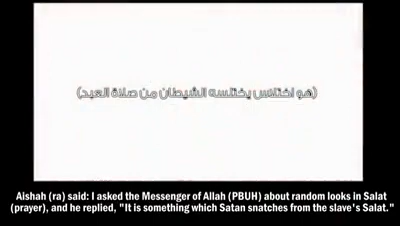 (هو اختلاس يختلسه الشيطان من صلاة العبد)
Aishah (ra) said: I asked the Messenger of Allah (PBUH) about random looks in Salat
(prayer), and he replied, "It is something which Satan snatches from the slave's Salat."